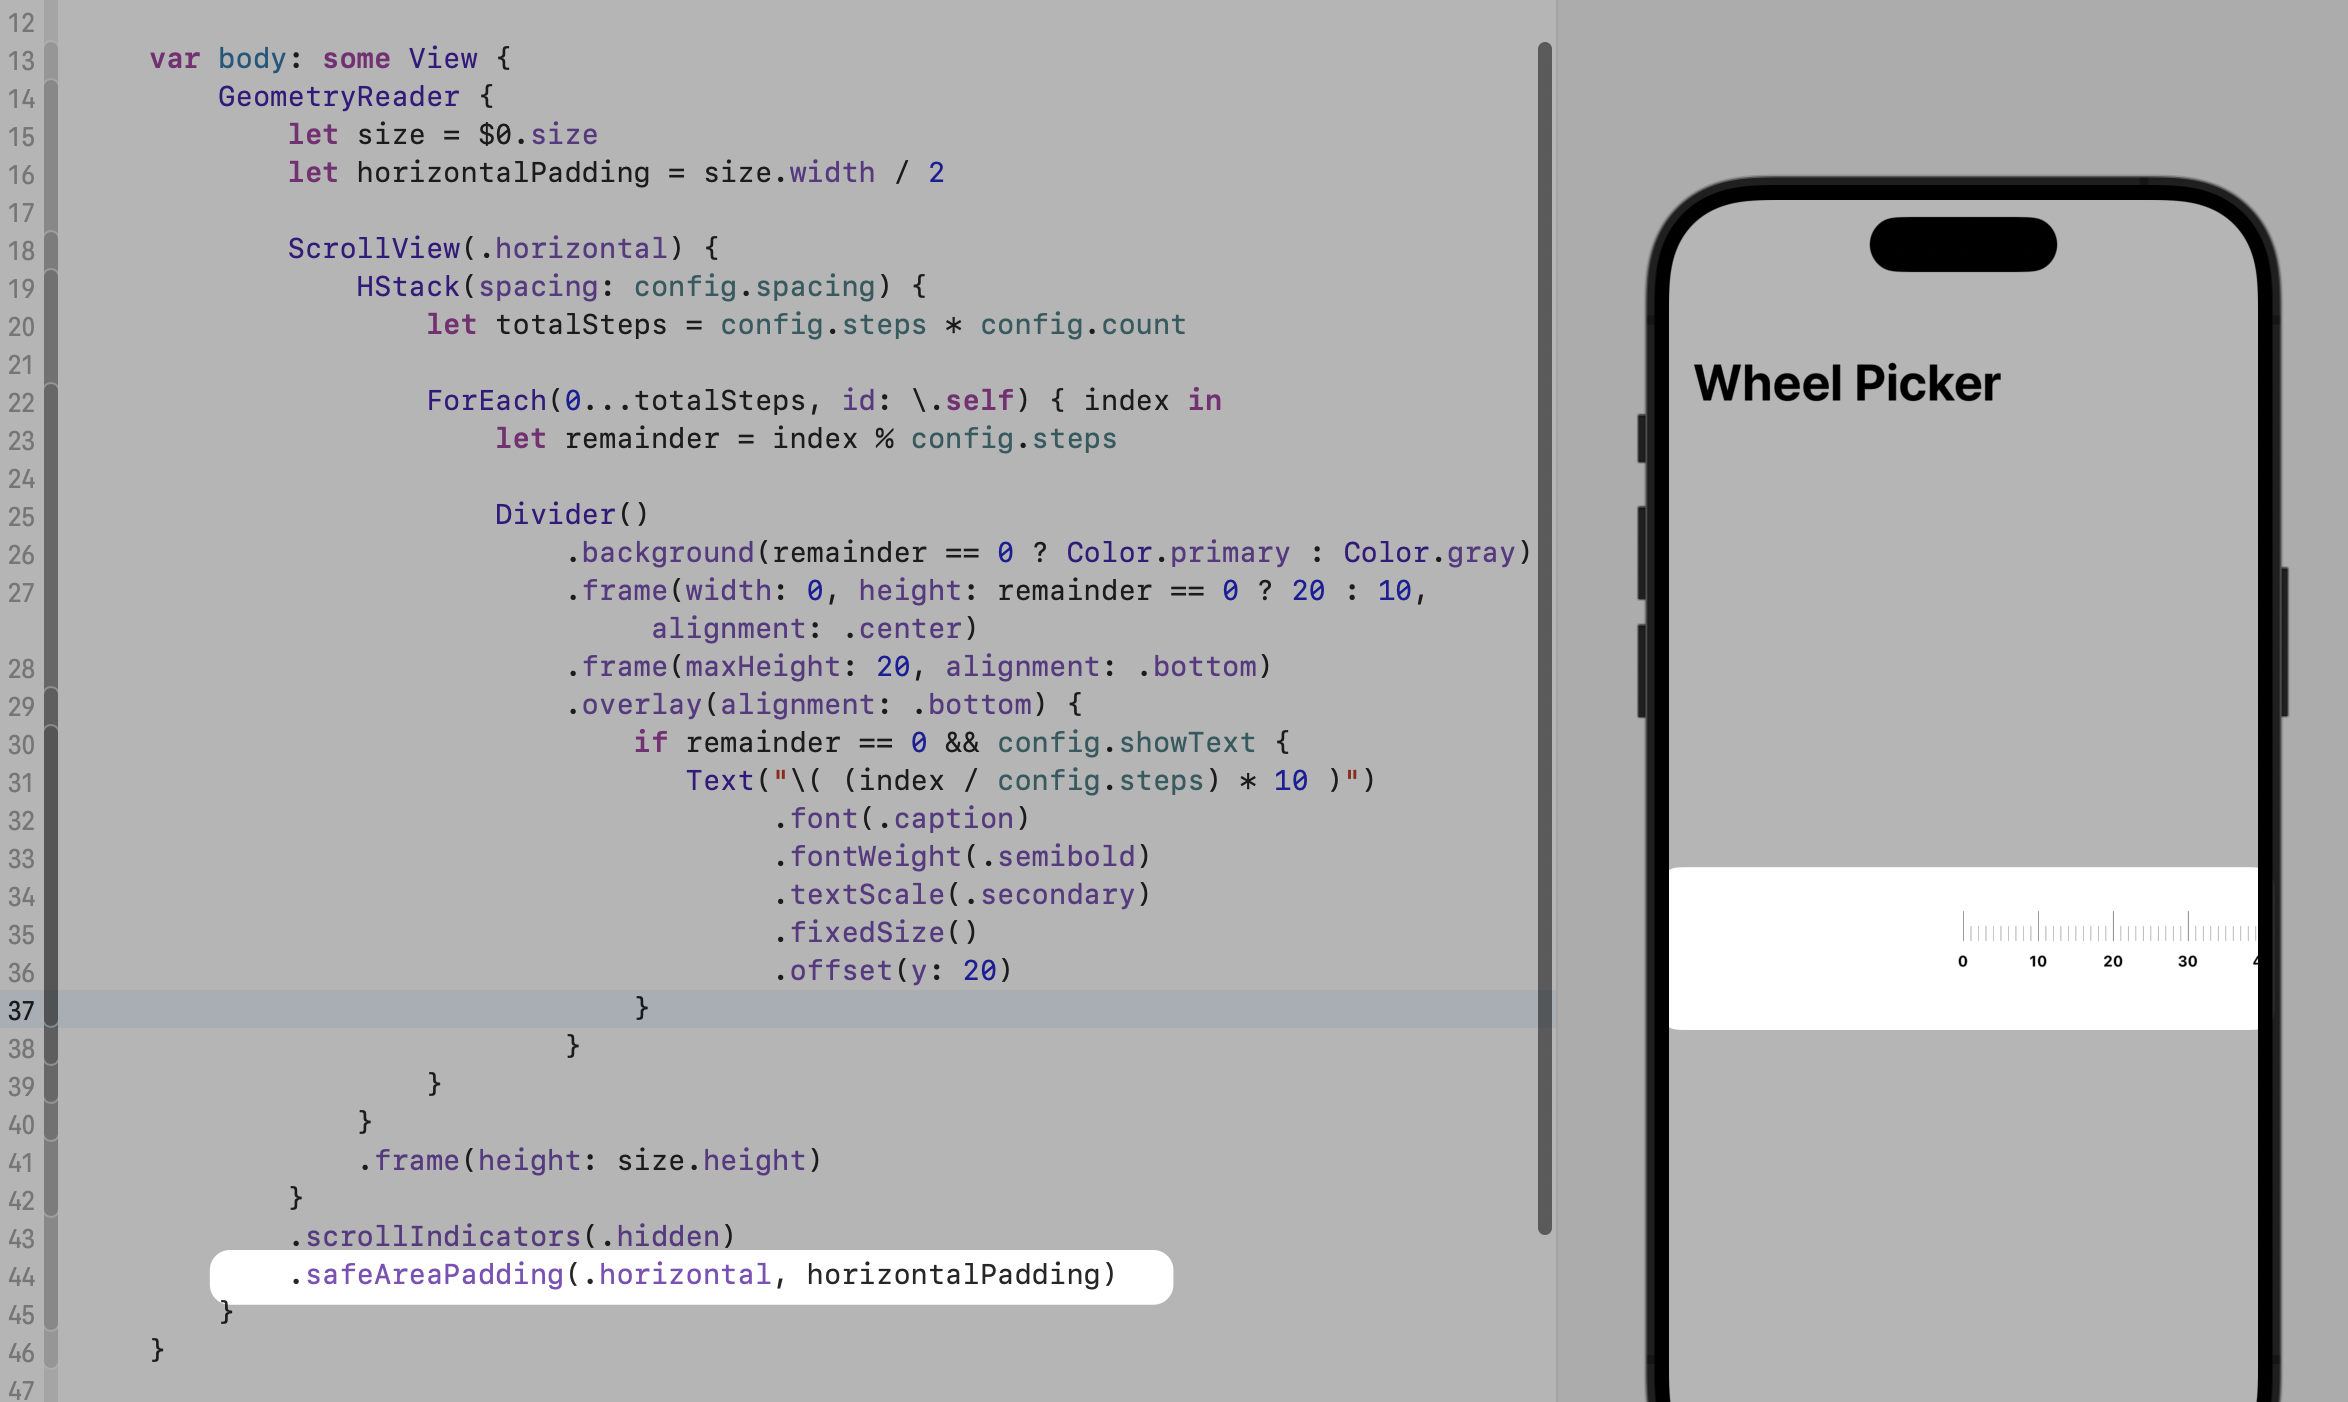 12
13 var body: some View {
14 GeometryReader {
15 let size = $0.size
16 let horizontalPadding = size.width / 2
17
18 ScrollView(.horizontal) {
19 HStack(spacing: config.spacing) {
20 let totalSteps = config.steps * config.count
21
22 ForEach(0...totalSteps, id: \.self) { index in
23 let remainder = index % config.steps
24
25 Divider()
26 .background(remainder == 0 ? Color.primary : Color.gray)
27 .frame(width: 0, height: remainder == 0 ? 20 : 10,
alignment: .center)
28 .frame(maxHeight: 20, alignment: .bottom)
29 .overlay(alignment: .bottom) {
30 if remainder == 0 && config.showText {
31 Text("\( (index / config.steps) * 10 )")
32 .font(.caption)
33 .fontWeight(.semibold)
34 .textScale(.secondary)
35 .fixedSize()
36 .offset(y: 20)
37 }
38 }
39 }
40 }
41 .frame(height: size.height)
42 }
43 .scrollIndicators(.hidden)
44 .safeAreaPadding(.horizontal, horizontalPadding)
45 }
46 }
47
Wheel Picker
0 10 20 30